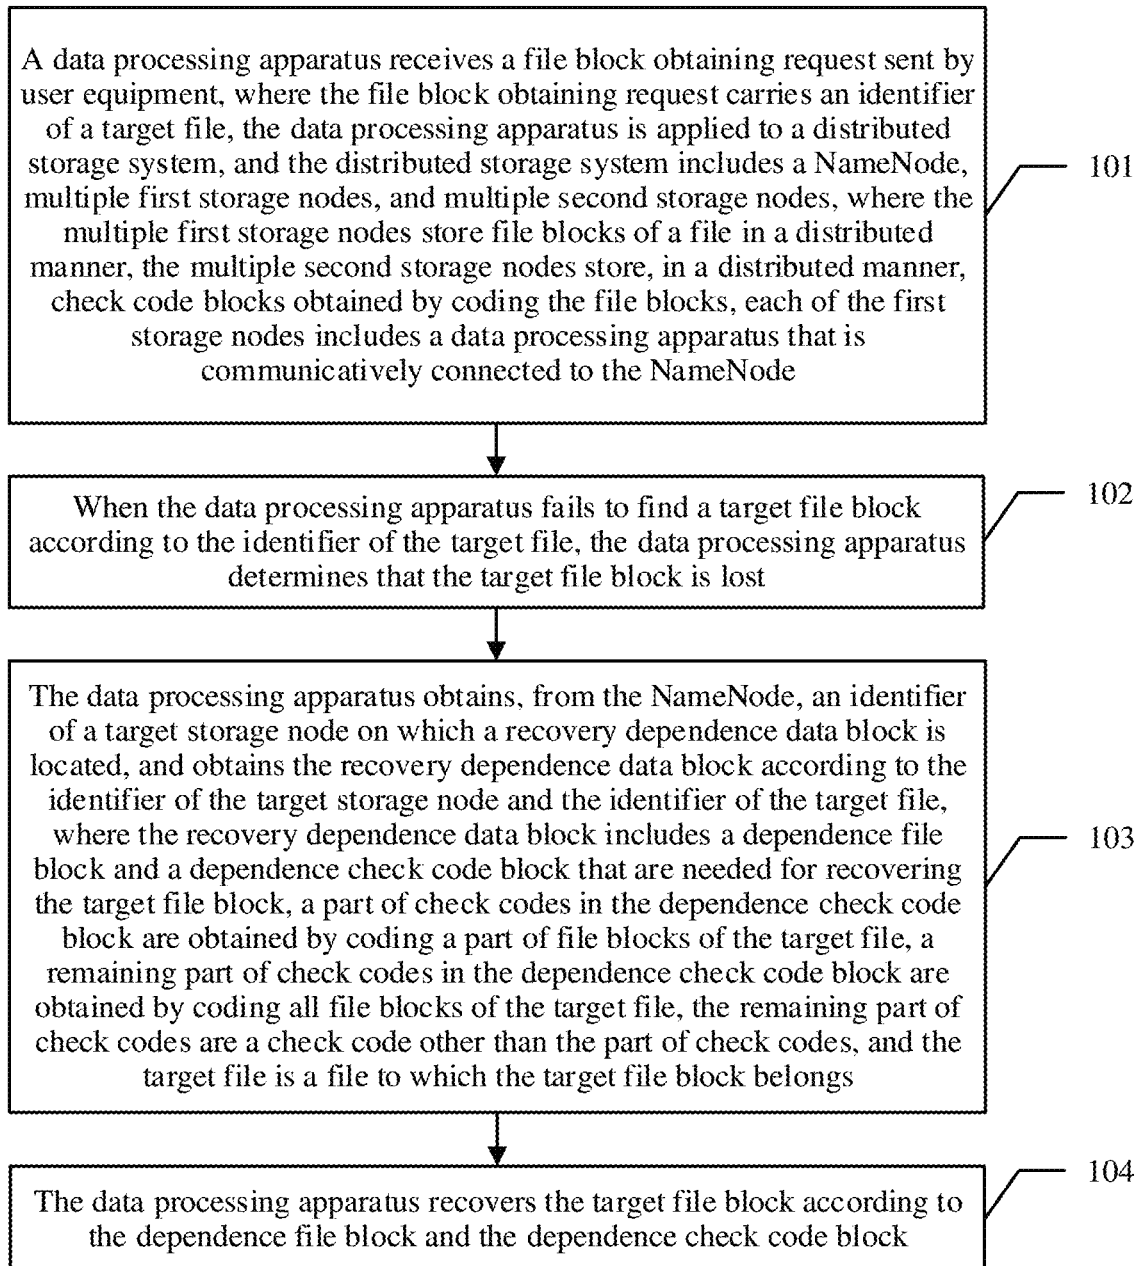 A data processing apparatus receives a file block obtaining request sent by
user equipment, where the file block obtaining request carries an identifier
of a target file, the data processing apparatus is applied to a distributed
storage system, and the distributed storage system includes a NameNode,
multiple first storage nodes, and multiple second storage nodes, where the
multiple first storage nodes store file blocks of a file in a distributed
manner, the multiple second storage nodes store, in a distributed manner,
check code blocks obtained by coding the file blocks, each of the first
storage nodes includes a data processing apparatus that is
communicatively connected to the NameNode
101
When the data processing apparatus fails to find a target file block
according to the identifier of the target file, the data processing apparatus
determines that the target file block is lost
102
The data processing apparatus obtains, from the NameNode, an identifier
of a target storage node on which a recovery dependence data block is
located, and obtains the recovery dependence data block according to the
identifier of the target storage node and the identifier of the target file,
where the recovery dependence data block includes a dependence file
block and a dependence check code block that are needed for recovering
the target file block, a part of check codes in the dependence check code
block are obtained by coding a part of file blocks of the target file, a
remaining part of check codes in the dependence check code block are
obtained by coding all file blocks of the target file, the remaining part of
check codes are a check code other than the part of check codes, and the
target file is a file to which the target file block belongs
103
The data processing apparatus recovers the target file block according to
the dependence file block and the dependence check code block
104